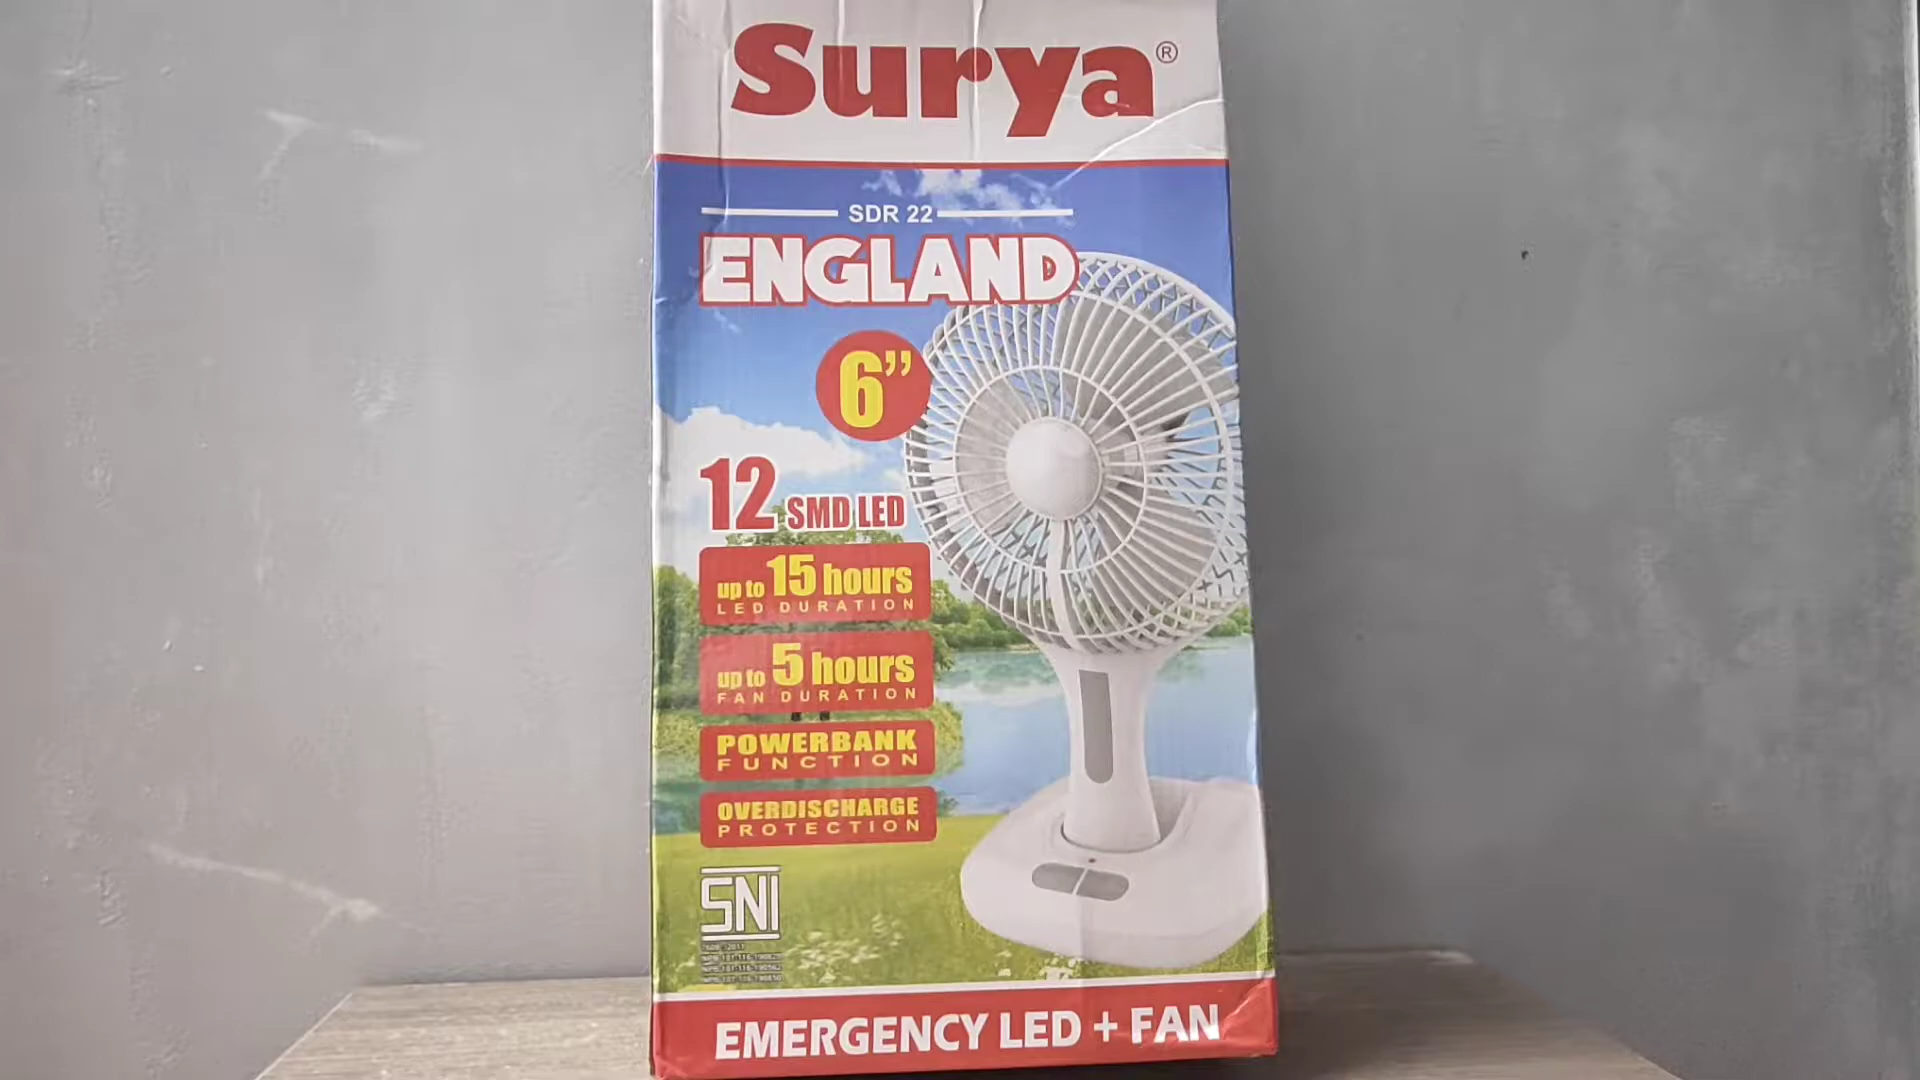 Surya®
SDR 22
ENGLAND
6”
12 SMD LED
up to 15 hours
LED DURATION
up to 5 hours
FAN DURATION
POWERBANK
FUNCTION
OVERDISCHARGE
PROTECTION
SNI
EMERGENCY LED + FAN